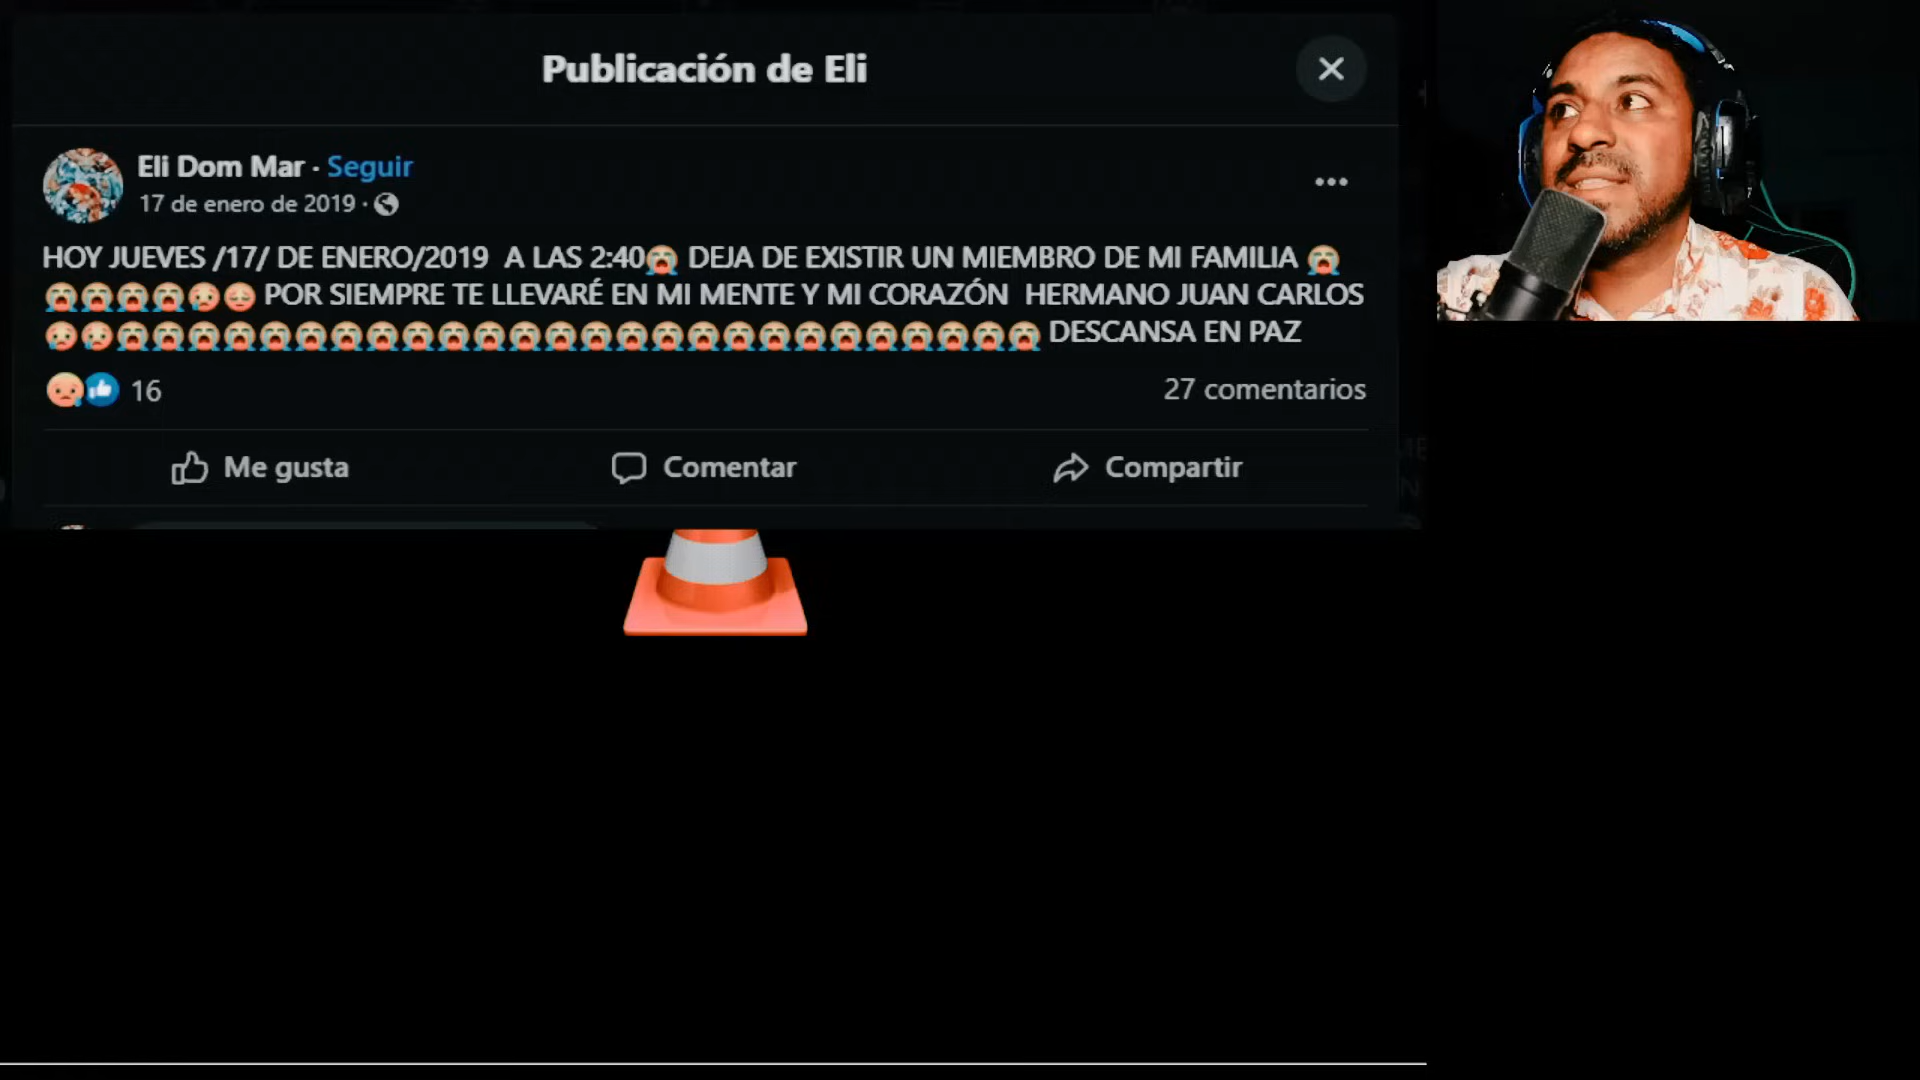 Publicación de Eli
Eli Dom Mar · Seguir
17 de enero de 2019 ·
HOY JUEVES /17/ DE ENERO/2019 A LAS 2:40😭 DEJA DE EXISTIR UN MIEMBRO DE MI FAMILIA 😭
😭😭😭😭😥😔 POR SIEMPRE TE LLEVARÉ EN MI MENTE Y MI CORAZÓN HERMANO JUAN CARLOS
😥😥😭😭😭😭😭😭😭😭😭😭😭😭😭😭😭😭😭😭😭😭😭😭😭😭😭😭 DESCANSA EN PAZ
16
27 comentarios
Me gusta
Comentar
Compartir